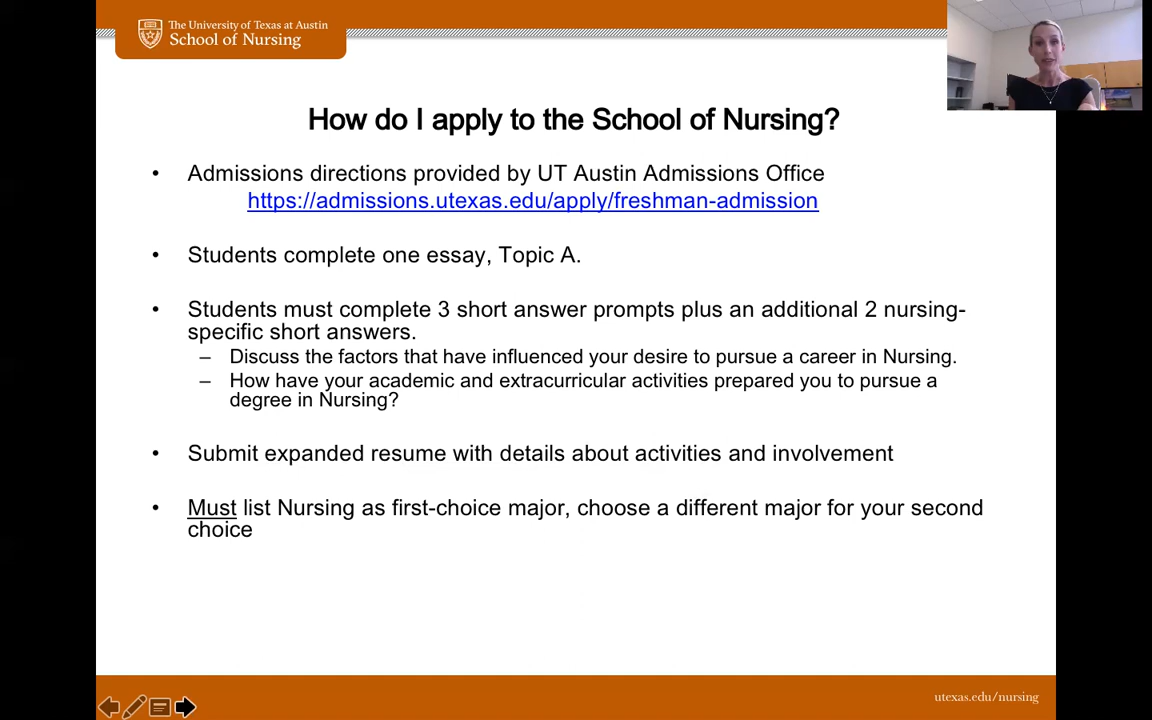 The University of Texas at Austin
School of Nursing
How do I apply to the School of Nursing?
• Admissions directions provided by UT Austin Admissions Office
https://admissions.utexas.edu/apply/freshman-admission
• Students complete one essay, Topic A.
• Students must complete 3 short answer prompts plus an additional 2 nursing-
specific short answers.
– Discuss the factors that have influenced your desire to pursue a career in Nursing.
– How have your academic and extracurricular activities prepared you to pursue a
degree in Nursing?
• Submit expanded resume with details about activities and involvement
• Must list Nursing as first-choice major, choose a different major for your second
choice
utexas.edu/nursing